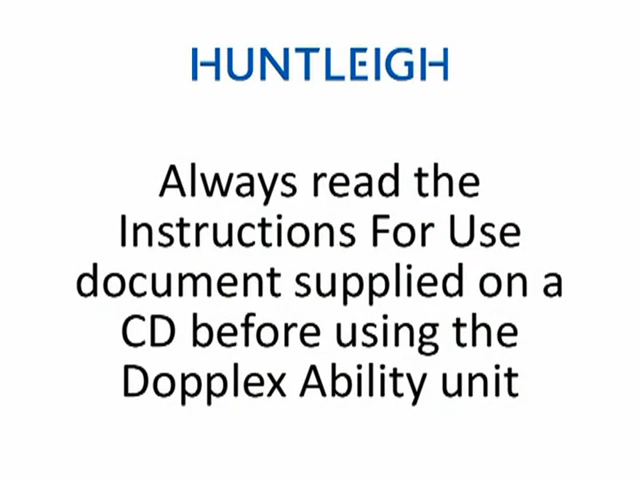 HUNTLEIGH
Always read the
Instructions For Use
document supplied on a
CD before using the
Dopplex Ability unit